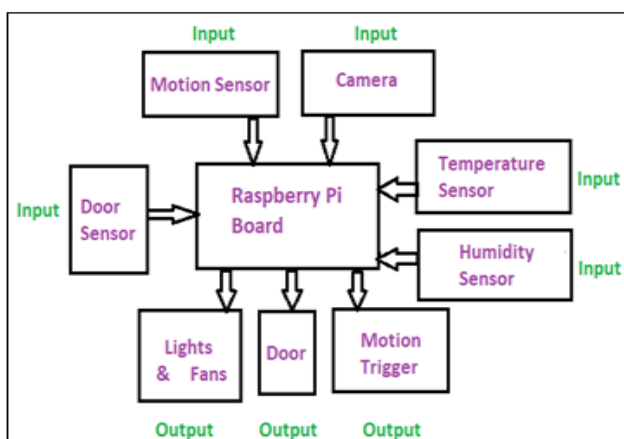 Input
Input
Motion Sensor
Camera
Input
Door
Sensor
Raspberry Pi
Board
Temperature
Sensor
Input
Humidity
Sensor
Input
Lights
& Fans
Door
Motion
Trigger
Output
Output
Output